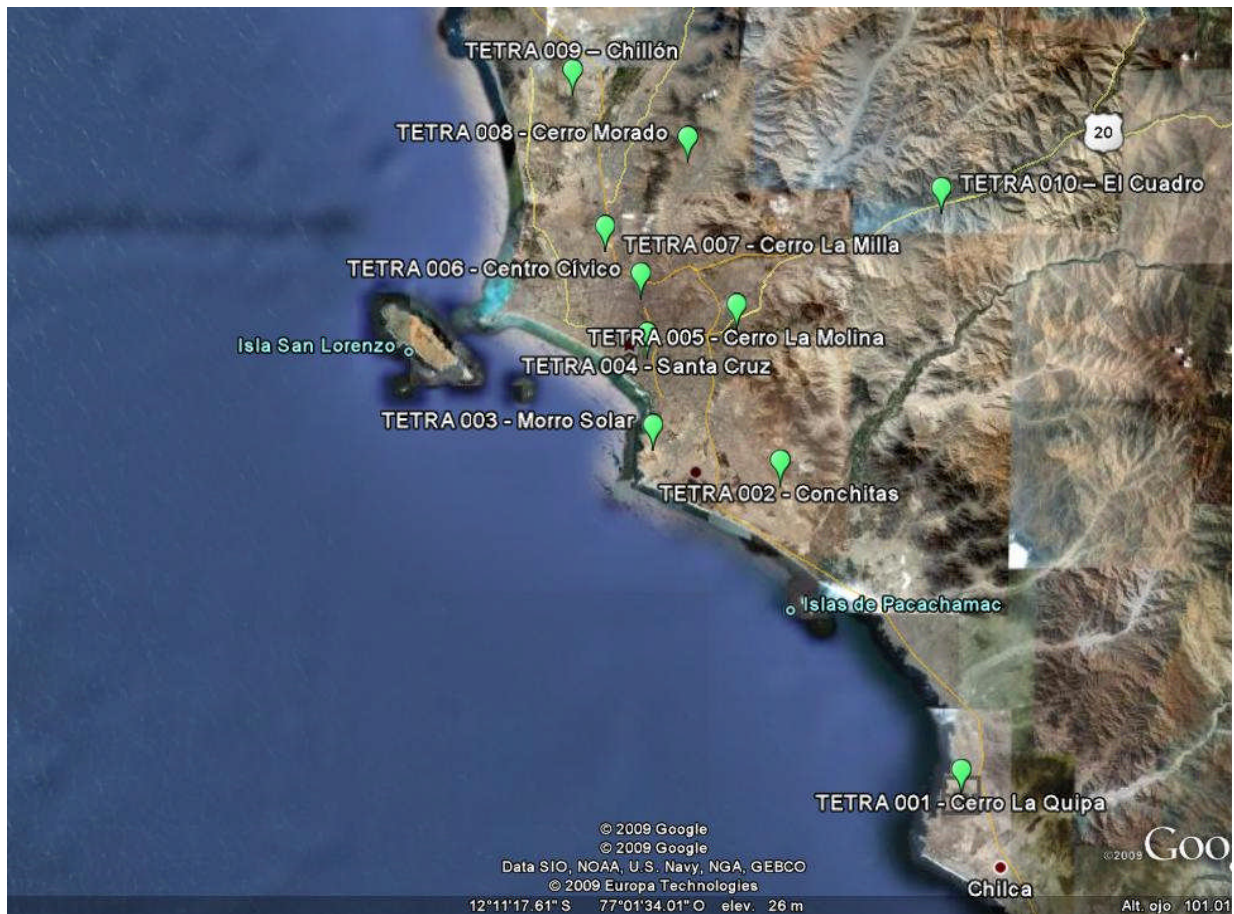 TETRA 009 – Chillón
TETRA 008 - Cerro Morado
20
TETRA 010 – El Cuadro
TETRA 007 - Cerro La Milla
TETRA 006 - Centro Cívico
TETRA 005 - Cerro La Molina
Isla San Lorenzo
TETRA 004 - Santa Cruz
TETRA 003 - Morro Solar
TETRA 002 - Conchitas
Islas de Pacachamac
TETRA 001 - Cerro La Quipa
© 2009 Google
© 2009 Google
Data SIO, NOAA, U.S. Navy, NGA, GEBCO
© 2009 Europa Technologies
©2009 Goo
Chilca
12°11'17.61" S 77°01'34.01" O elev. 26 m
Alt. ojo 101.01